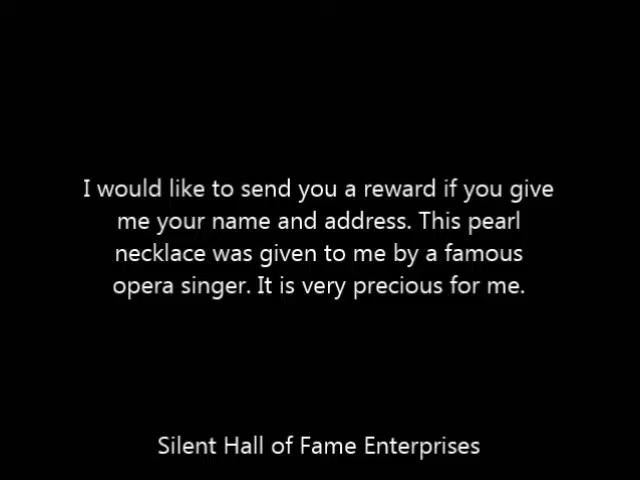 I would like to send you a reward if you give
me your name and address. This pearl
necklace was given to me by a famous
opera singer. It is very precious for me.
Silent Hall of Fame Enterprises